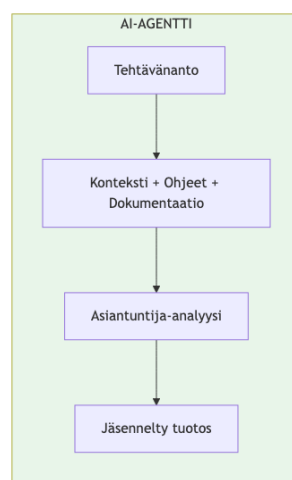 AI-AGENTTI
Tehtävänanto
Konteksti + Ohjeet +
Dokumentaatio
Asiantuntija-analyysi
Jäsennelty tuotos